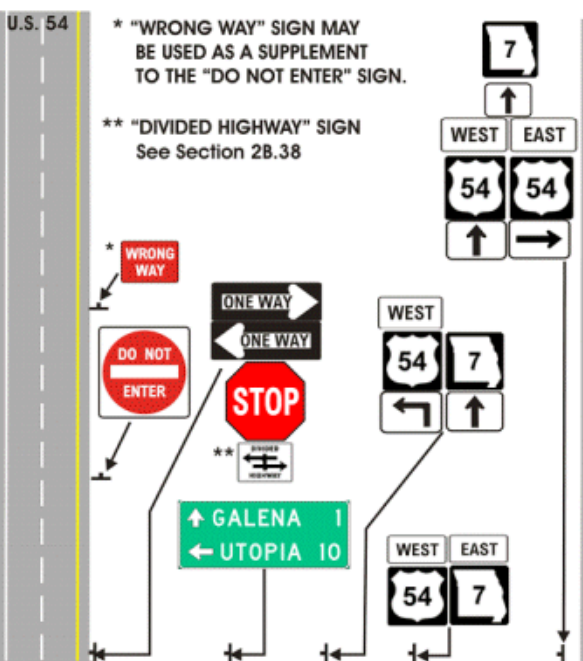 U.S. 54
* "WRONG WAY" SIGN MAY
BE USED AS A SUPPLEMENT
TO THE "DO NOT ENTER" SIGN.
** "DIVIDED HIGHWAY" SIGN
See Section 2B.38
7
WEST EAST
54 54
* WRONG
WAY
ONE WAY
ONE WAY
DO NOT
ENTER
STOP
** DIVIDED
HIGHWAY
WEST
54 7
GALENA 1
UTOPIA 10
WEST EAST
54 7